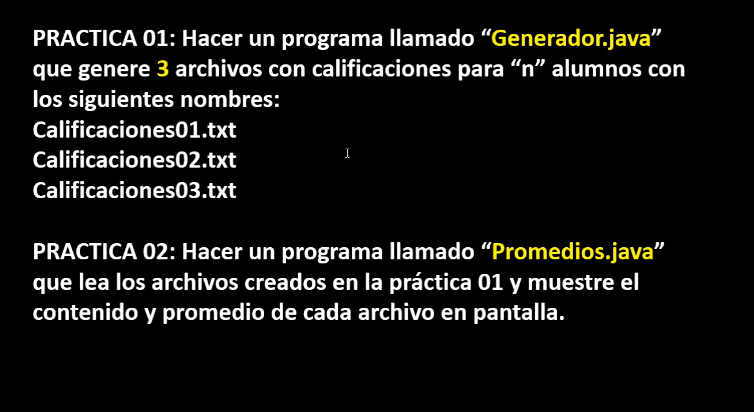 PRACTICA 01: Hacer un programa llamado “Generador.java”
que genere 3 archivos con calificaciones para “n” alumnos con
los siguientes nombres:
Calificaciones01.txt
Calificaciones02.txt
Calificaciones03.txt
PRACTICA 02: Hacer un programa llamado “Promedios.java”
que lea los archivos creados en la práctica 01 y muestre el
contenido y promedio de cada archivo en pantalla.